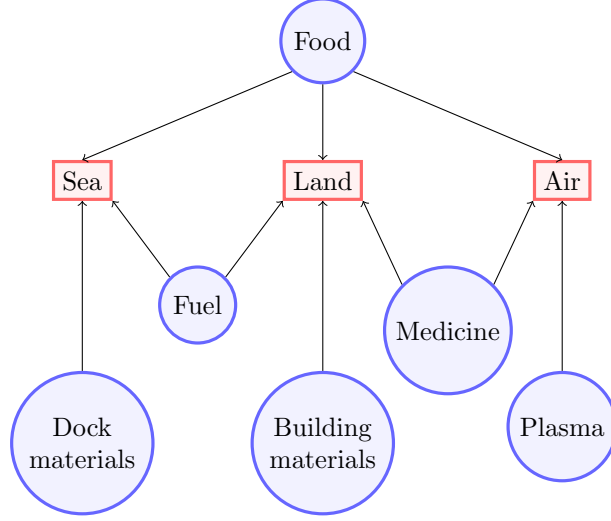 Food
Sea
Land
Air
Fuel
Medicine
Dock
materials
Building
materials
Plasma